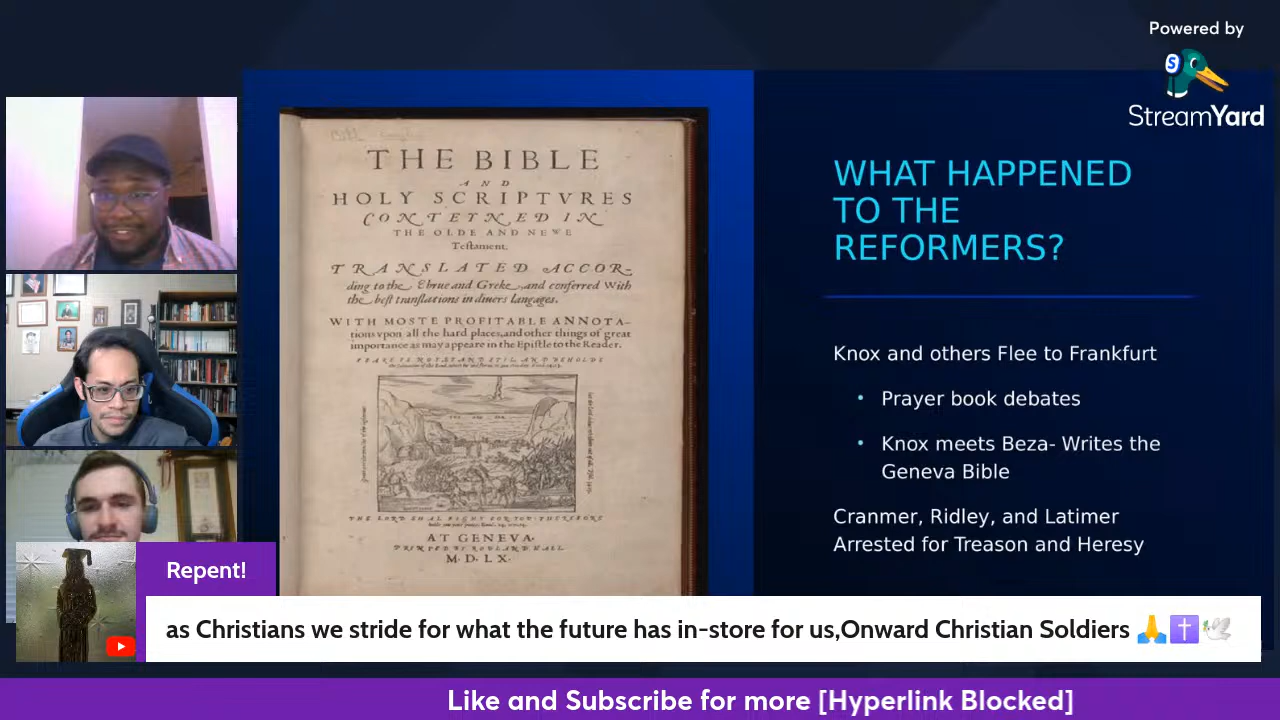 Powered by
StreamYard
THE BIBLE
AND
HOLY SCRIPTVRES
CONTEYNED IN
THE OLDE AND NEWE
Testament.
TRANSLATED ACCOR-
ding to the Ebrue and Greke, and conferred With
the best translations in diuers langages.
WITH MOSTE PROFITABLE ANNOTA-
tions vpon all the hard places, and other things of great
importance as may appeare in the Epistle to the Reader.
THE LORD SHAL FIGHT FOR YOU: THEREFORE
AT GENEVA.
PRINTED BY ROVLAND HALL
M.D.LX.
WHAT HAPPENED
TO THE
REFORMERS?
Knox and others Flee to Frankfurt
• Prayer book debates
• Knox meets Beza- Writes the
Geneva Bible
Cranmer, Ridley, and Latimer
Arrested for Treason and Heresy
Repent!
as Christians we stride for what the future has in-store for us,Onward Christian Soldiers 🙏✝️🕊️
Like and Subscribe for more [Hyperlink Blocked]